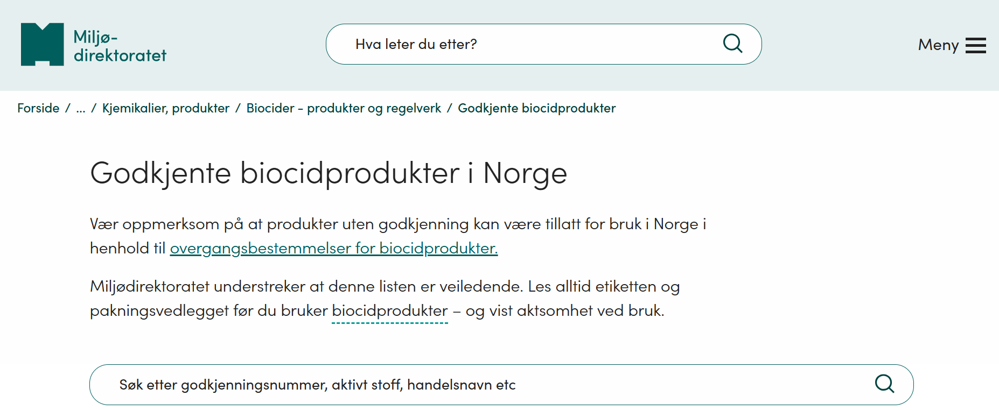 Miljø-
direktoratet
Hva leter du etter?
Meny
Forside / ... / Kjemikalier, produkter / Biocider - produkter og regelverk / Godkjente biocidprodukter
Godkjente biocidprodukter i Norge
Vær oppmerksom på at produkter uten godkjenning kan være tillatt for bruk i Norge i
henhold til overgangsbestemmelser for biocidprodukter.
Miljødirektoratet understreker at denne listen er veiledende. Les alltid etiketten og
pakningsvedlegget før du bruker biocidprodukter – og vist aktsomhet ved bruk.
Søk etter godkjenningsnummer, aktivt stoff, handelsnavn etc